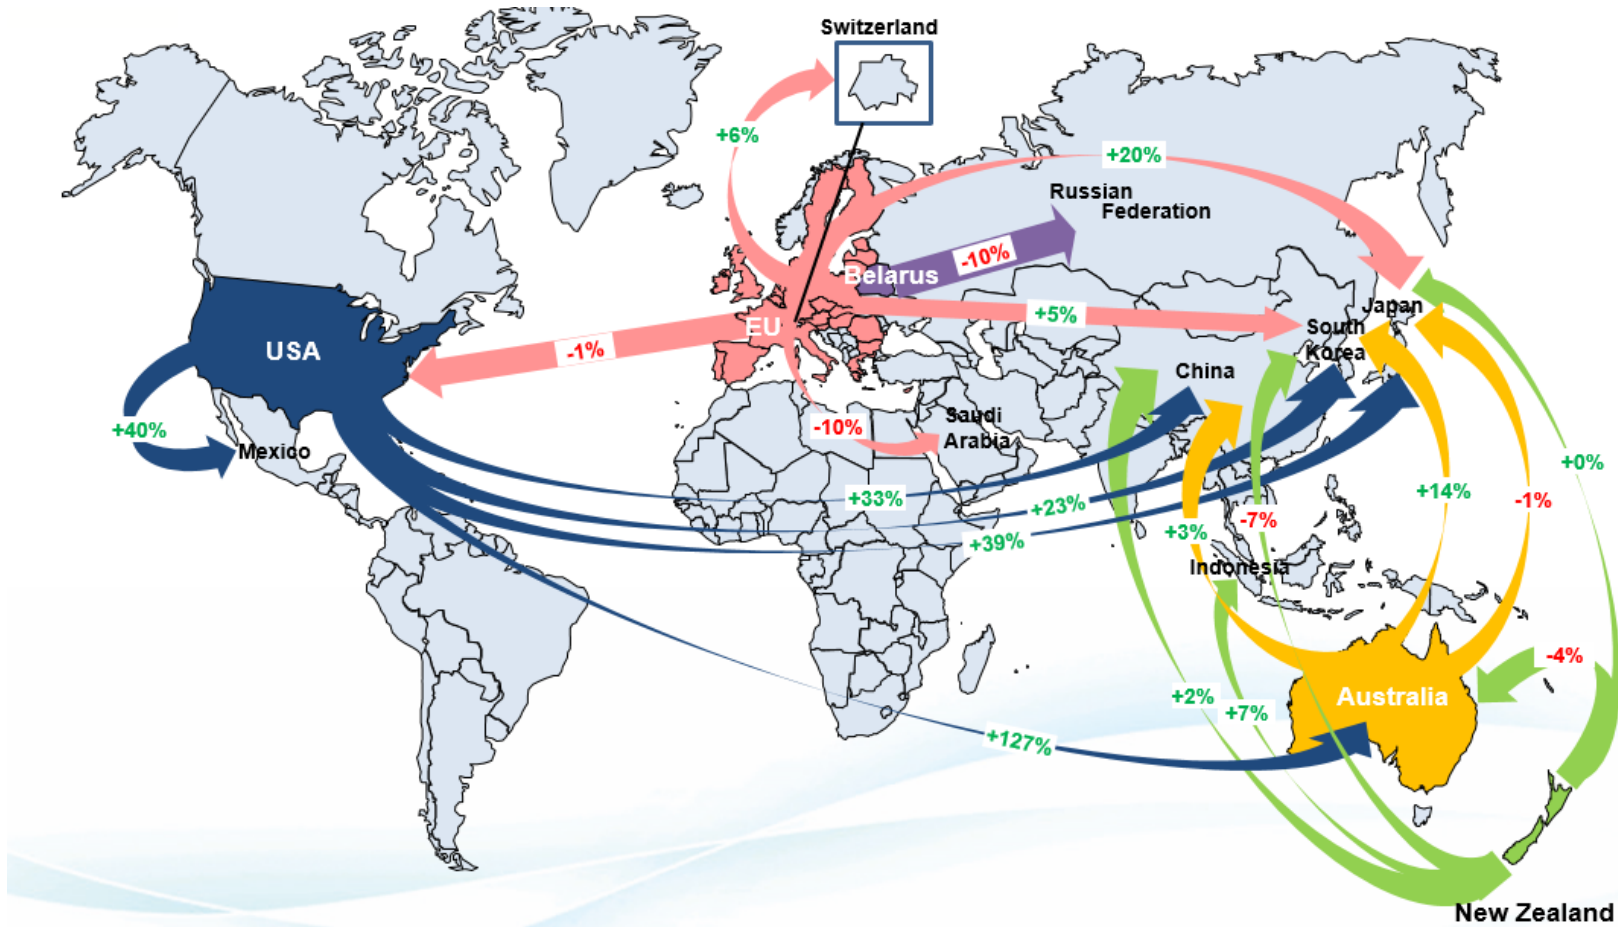 Switzerland
+6%
+20%
Russian
Federation
-10%
Belarus
+5%
Japan
EU
South
Korea
-1%
USA
China
+40%
Mexico
-10%
Saudi
Arabia
+0%
+33%
+23%
+14%
-1%
+39%
-7%
+3%
Indonesia
-4%
+2%
+7%
Australia
+127%
New Zealand